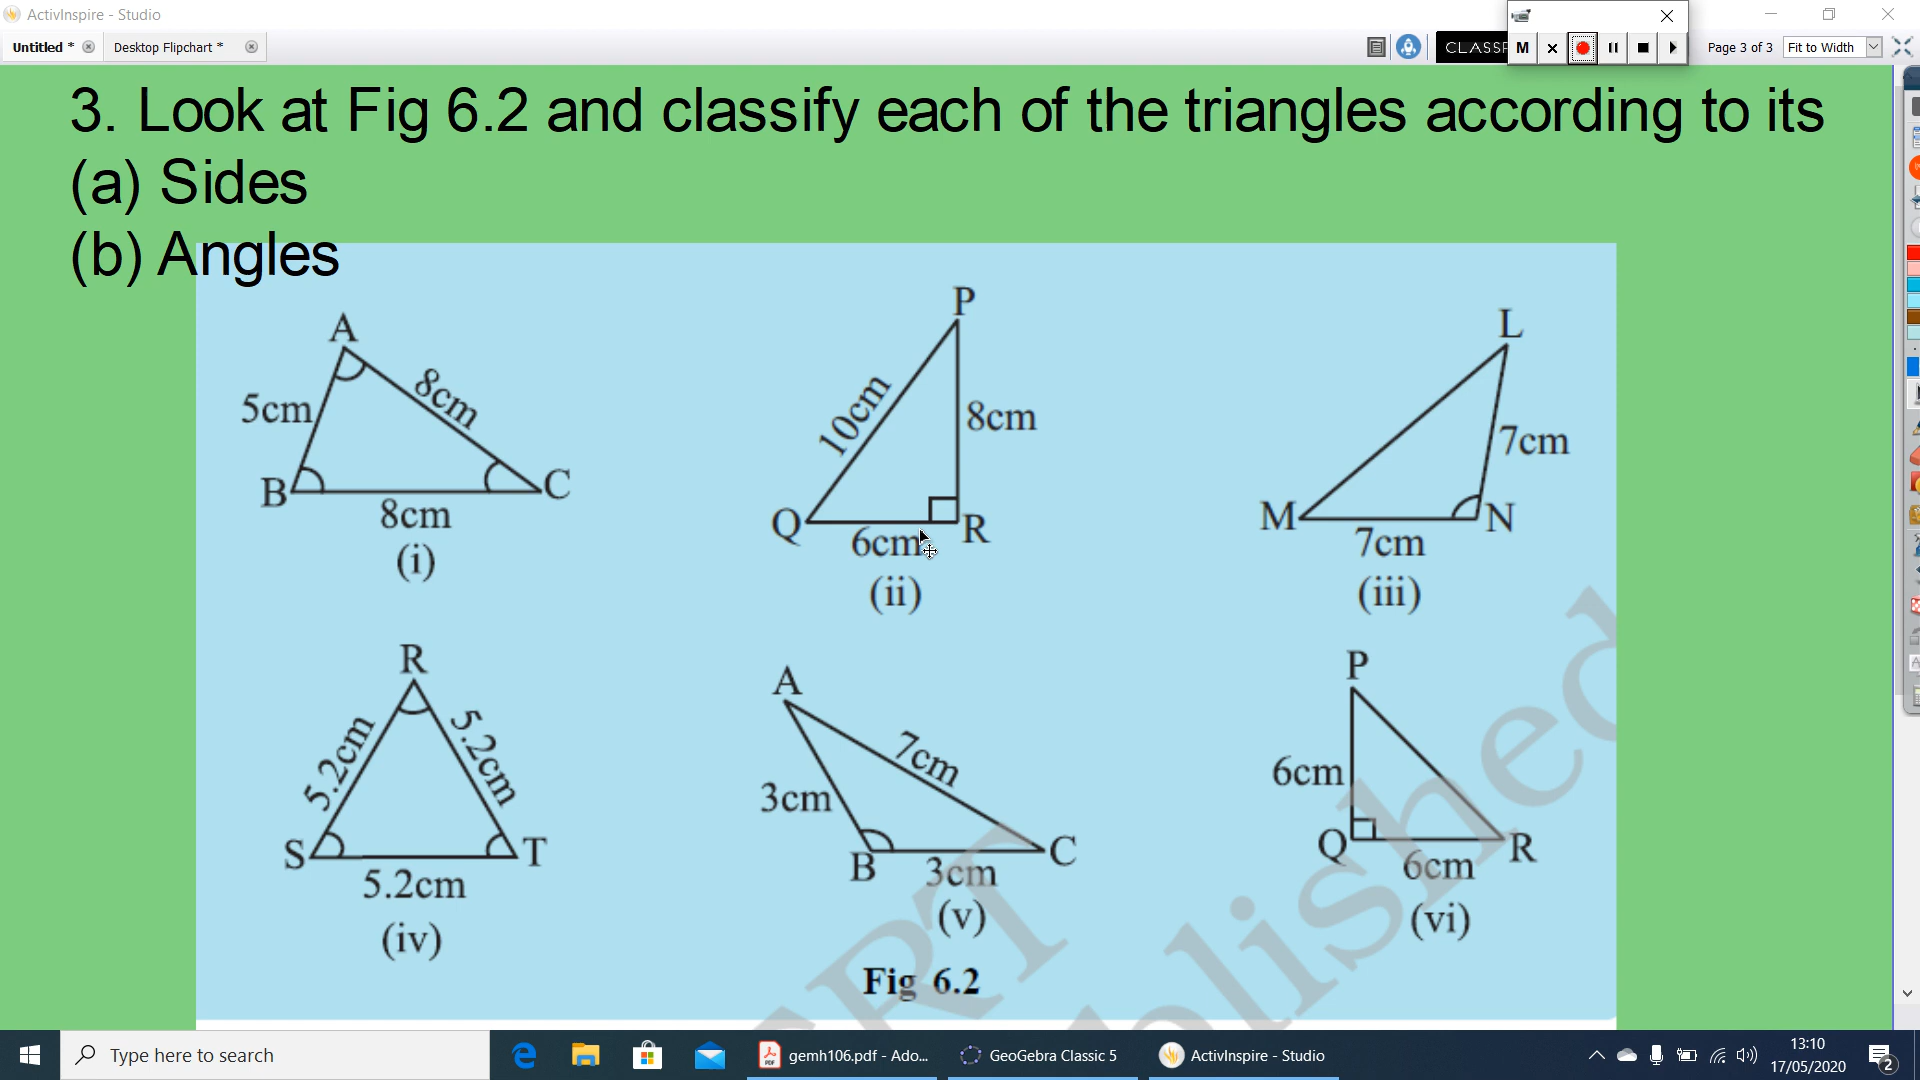 ActivInspire - Studio
Untitled *
Desktop Flipchart *
CLASSF
M
Page 3 of 3
Fit to Width
3. Look at Fig 6.2 and classify each of the triangles according to its
(a) Sides
(b) Angles
A
5cm
8cm
B
C
8cm
(i)
P
10cm
8cm
Q
R
6cm
(ii)
L
7cm
M
N
7cm
(iii)
R
5.2cm
5.2cm
S
T
5.2cm
(iv)
A
7cm
3cm
B
C
3cm
(v)
P
6cm
Q
R
6cm
(vi)
Fig 6.2
RT
blished
Type here to search
gemh106.pdf - Ado...
GeoGebra Classic 5
ActivInspire - Studio
13:10
17/05/2020
2